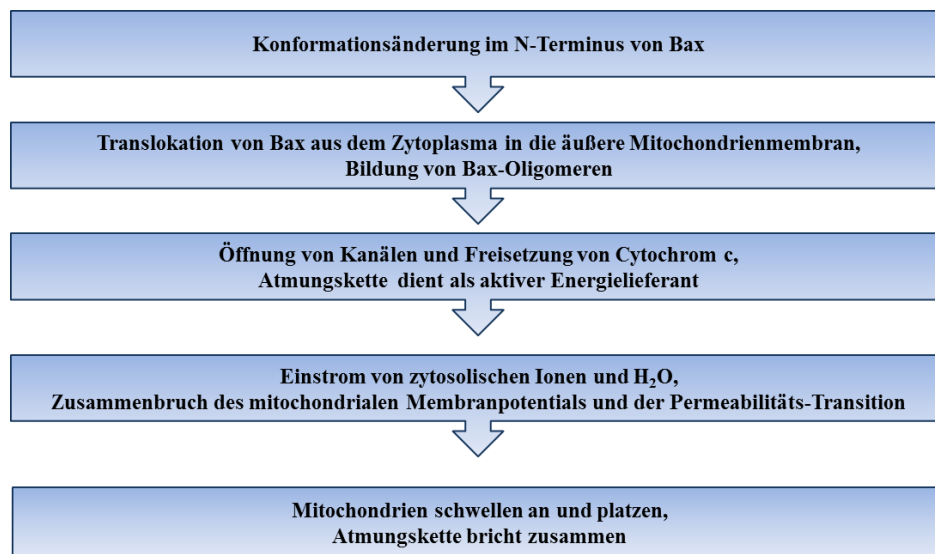 Konformationsänderung im N-Terminus von Bax
Translokation von Bax aus dem Zytoplasma in die äußere Mitochondrienmembran,
Bildung von Bax-Oligomeren
Öffnung von Kanälen und Freisetzung von Cytochrom c,
Atmungskette dient als aktiver Energielieferant
Einstrom von zytosolischen Ionen und H₂O,
Zusammenbruch des mitochondrialen Membranpotentials und der Permeabilitäts-Transition
Mitochondrien schwellen an und platzen,
Atmungskette bricht zusammen